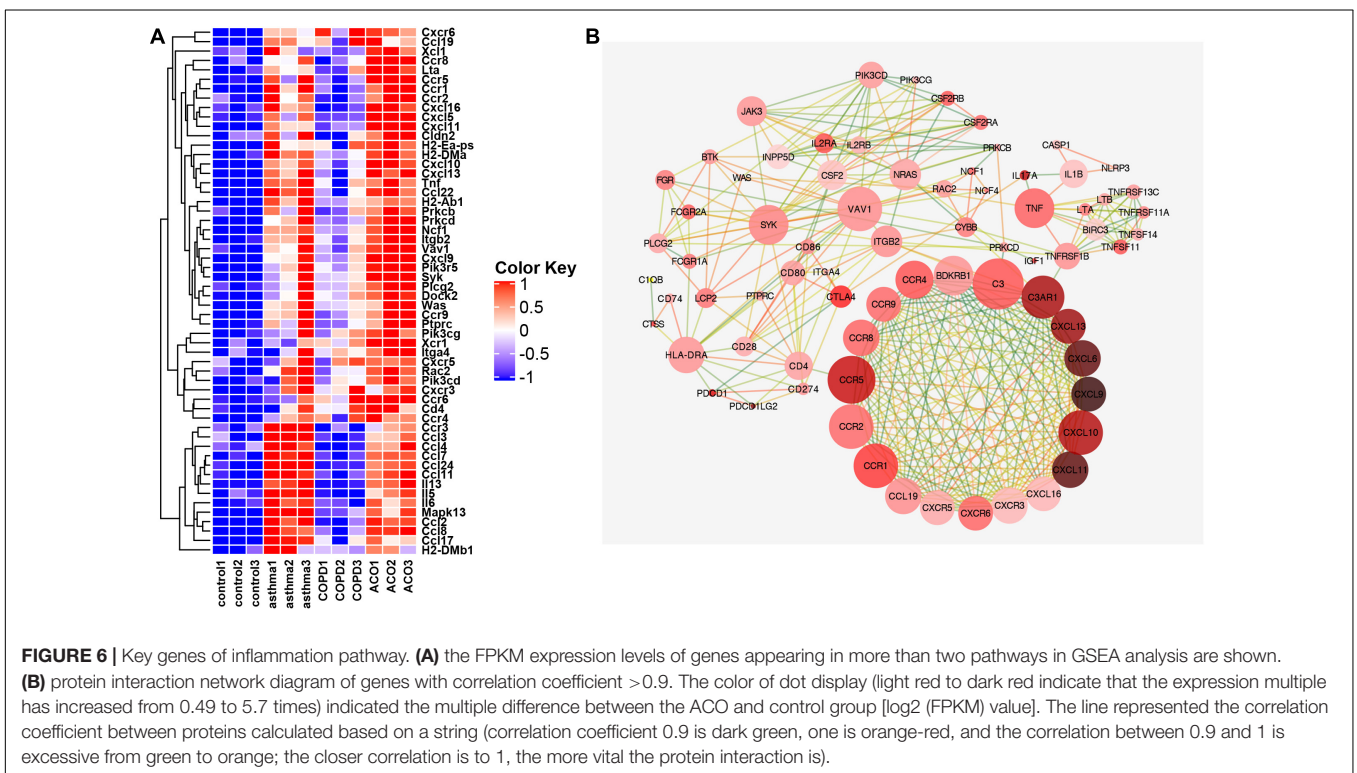 A
Cxcr6
Ccl19
Xcl1
Ccr8
Lta
Ccr5
Ccr1
Ccr2
Cxcl16
Cxcl5
Cxcl11
Cldn2
H2-Ea-ps
H2-DMa
Cxcl10
Cxcl13
Tnf
Ccl22
H2-Ab1
Prkcb
Prkcd
Ncf1
Itgb2
Vav1
Cxcl9
Pik3r5
Syk
Plcg2
Dock2
Was
Ccr9
Ptprc
Pik3cg
Xcr1
Itga4
Cxcr5
Rac2
Pik3cd
Cxcr3
Ccr6
Cd4
Ccr4
Ccr3
Ccl3
Ccl4
Ccl7
Ccl24
Ccl11
Il13
Il5
Il6
Mapk13
Ccl2
Ccl8
Ccl17
H2-DMb1
control1
control2
control3
asthma1
asthma2
asthma3
COPD1
COPD2
COPD3
ACO1
ACO2
ACO3
Color Key
1
0.5
0
-0.5
-1
B
PIK3CD
PIK3CG
CSF2RB
JAK3
CSF2RA
IL2RA
IL2RB
PRKCB
CASP1
BTK
INPP5D
NLRP3
WAS
CSF2
NRAS
NCF1
IL17A
IL1B
FGR
RAC2
NCF4
TNFRSF13C
LTB
FCGR2A
VAV1
TNF
LTA
TNFRSF11A
SYK
CYBB
BIRC3
TNFSF14
PLCG2
CD86
ITGB2
PRKCD
TNFSF11
FCGR1A
IGF1
TNFRSF1B
C1QB
CD80
ITGA4
CCR4
BDKRB1
C3
CD74
LCP2
PTPRC
CTLA4
CCR9
C3AR1
CTSS
CXCL13
CCR8
HLA-DRA
CD28
CXCL6
CD4
CCR5
PDCD1
CD274
CXCL9
PDCD1LG2
CCR2
CXCL10
CCR1
CXCL11
CCL19
CXCL16
CXCR5
CXCR6
CXCR3
FIGURE 6 | Key genes of inflammation pathway. (A) the FPKM expression levels of genes appearing in more than two pathways in GSEA analysis are shown.
(B) protein interaction network diagram of genes with correlation coefficient >0.9. The color of dot display (light red to dark red indicate that the expression multiple
has increased from 0.49 to 5.7 times) indicated the multiple difference between the ACO and control group [log2 (FPKM) value]. The line represented the correlation
coefficient between proteins calculated based on a string (correlation coefficient 0.9 is dark green, one is orange-red, and the correlation between 0.9 and 1 is
excessive from green to orange; the closer correlation is to 1, the more vital the protein interaction is).